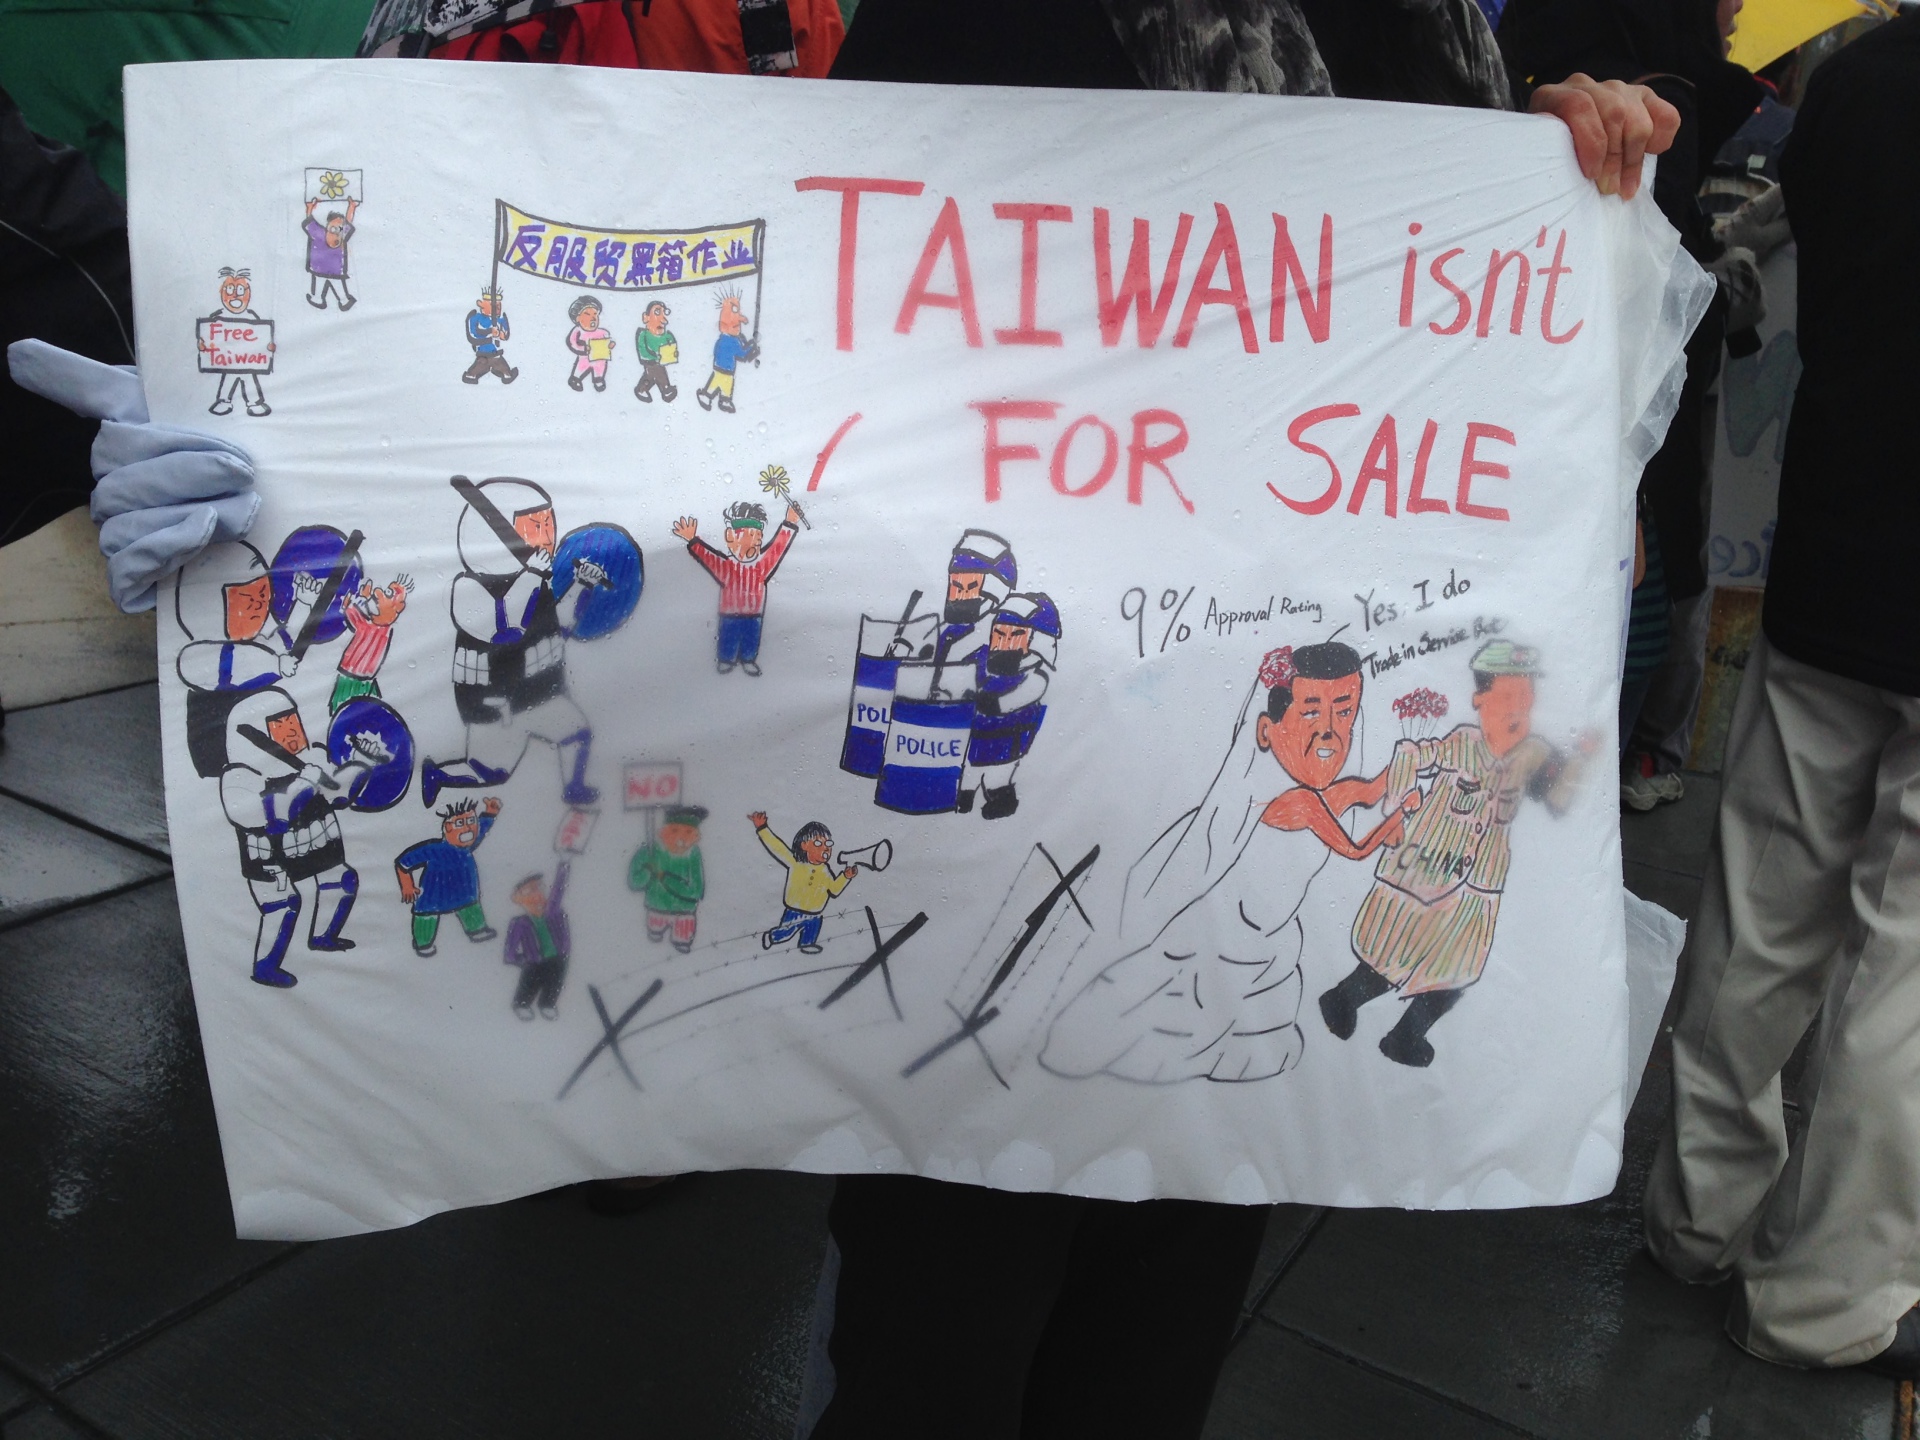 TAIWAN isn't
FOR SALE
反服贸黑箱作业
Free
Taiwan
9% Approval Rating
Yes, I do
Trade in Service Pact
POL
POLICE
NO
CHINA